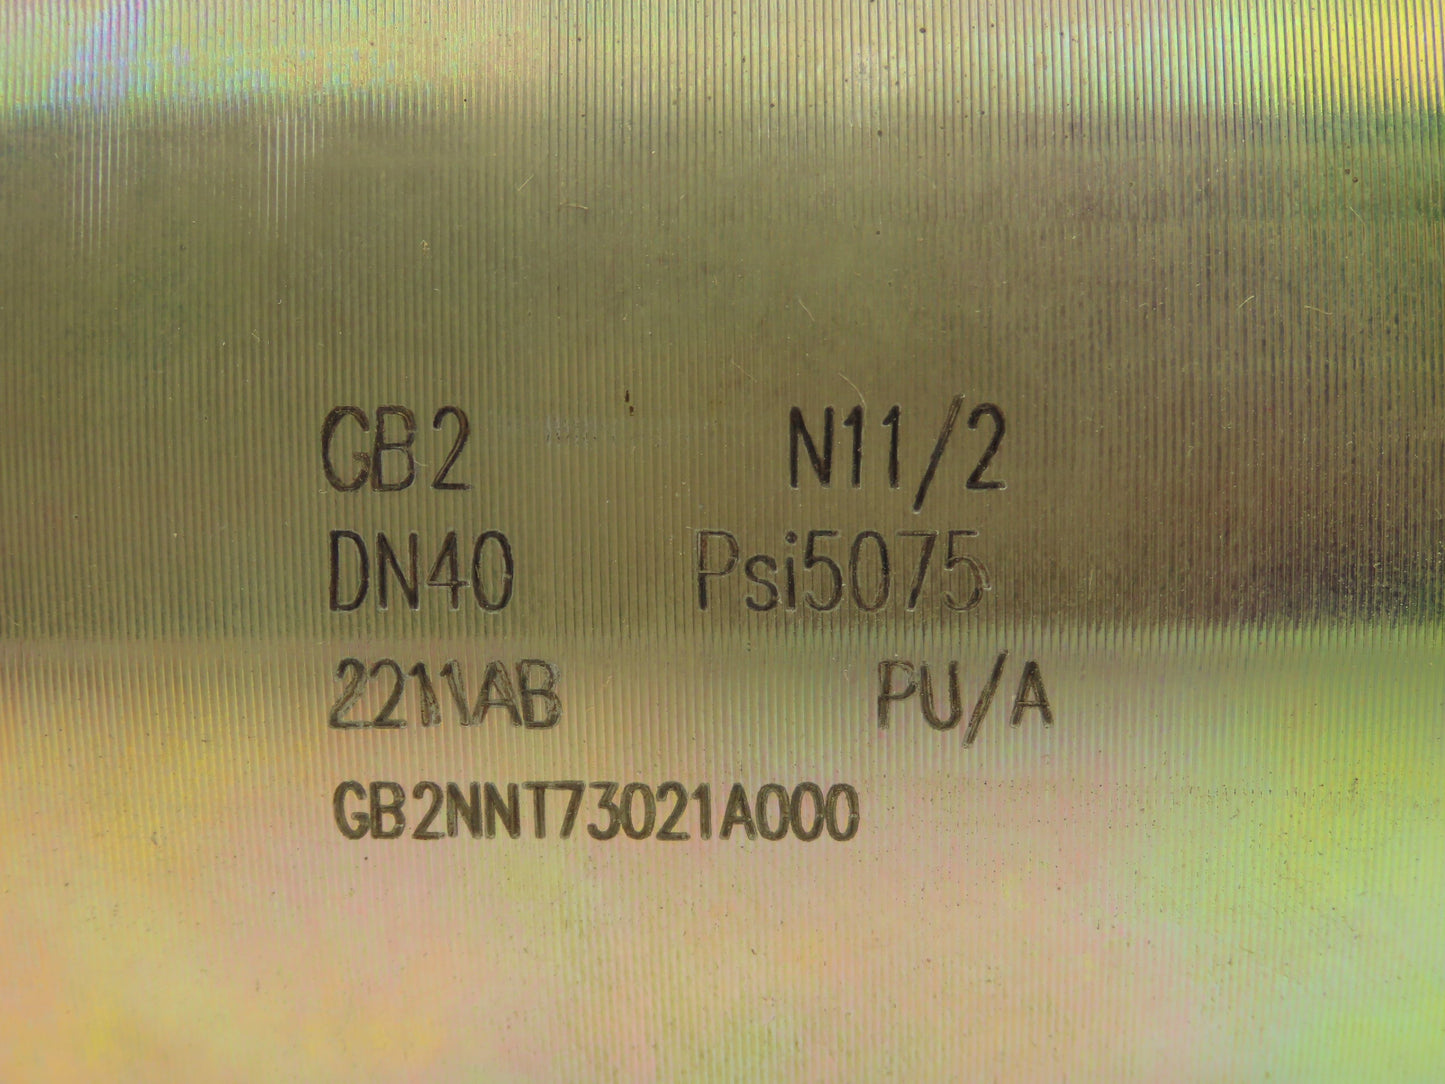 GB2 N11/2
DN40 Psi5075
2211AB PU/A
GB2NNT73021A000